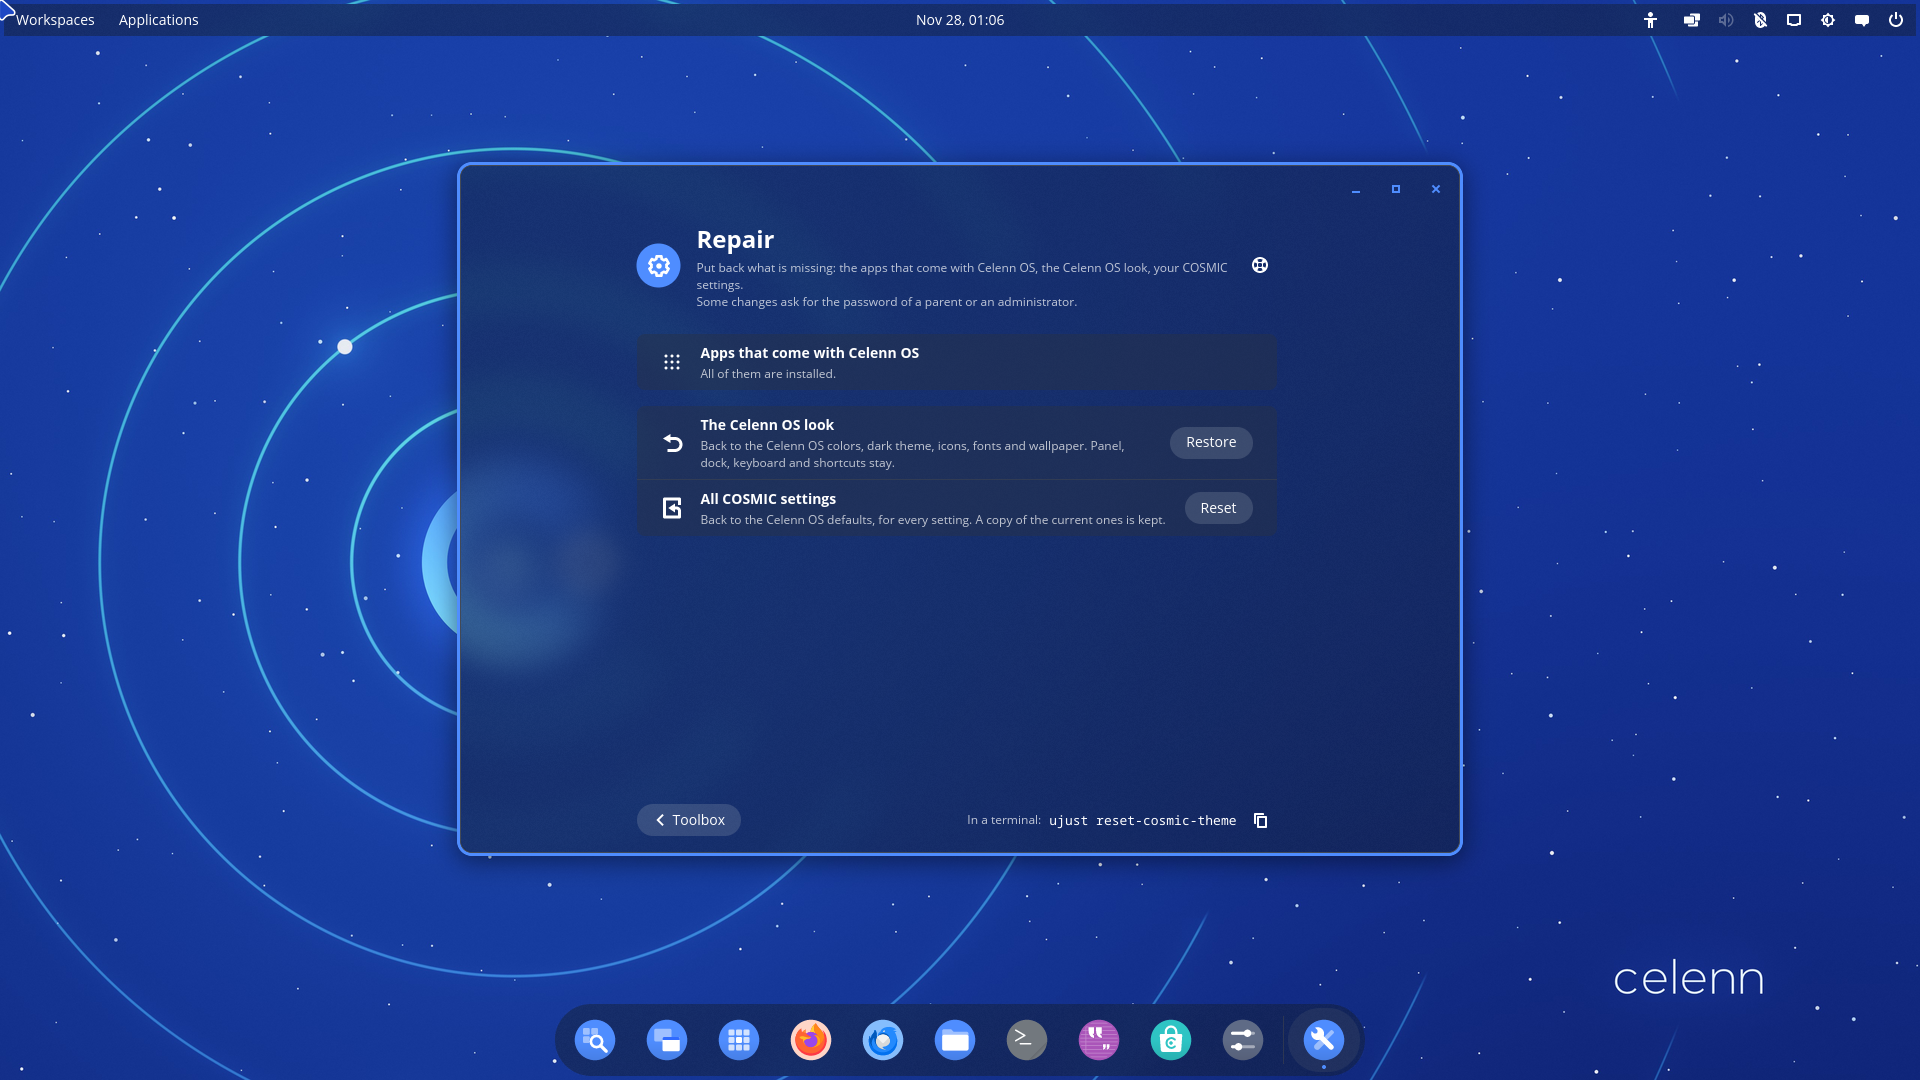 Workspaces
Applications
Nov 28, 01:06
Repair
Put back what is missing: the apps that come with Celenn OS, the Celenn OS look, your COSMIC
settings.
Some changes ask for the password of a parent or an administrator.
Apps that come with Celenn OS
All of them are installed.
The Celenn OS look
Back to the Celenn OS colors, dark theme, icons, fonts and wallpaper. Panel,
dock, keyboard and shortcuts stay.
Restore
All COSMIC settings
Back to the Celenn OS defaults, for every setting. A copy of the current ones is kept.
Reset
Toolbox
In a terminal: ujust reset-cosmic-theme
celenn